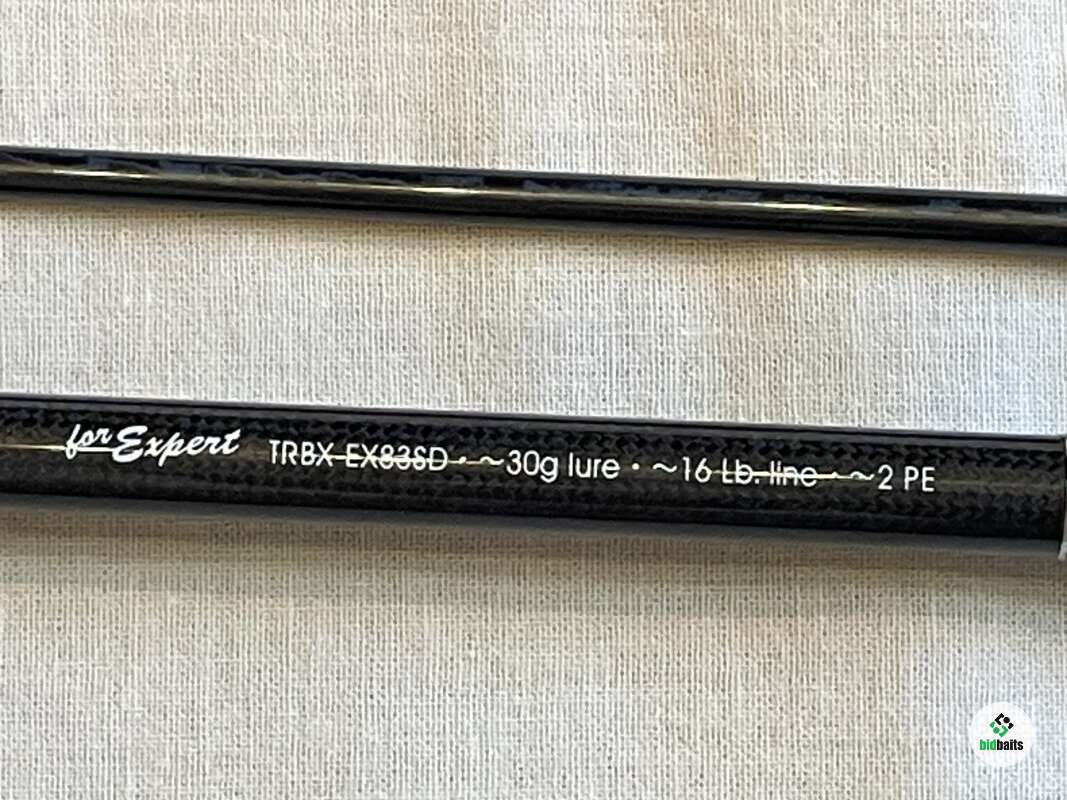 for Expert TRBX EX83SD・~30g lure・~16 Lb. line・~2 PE
bidbaits